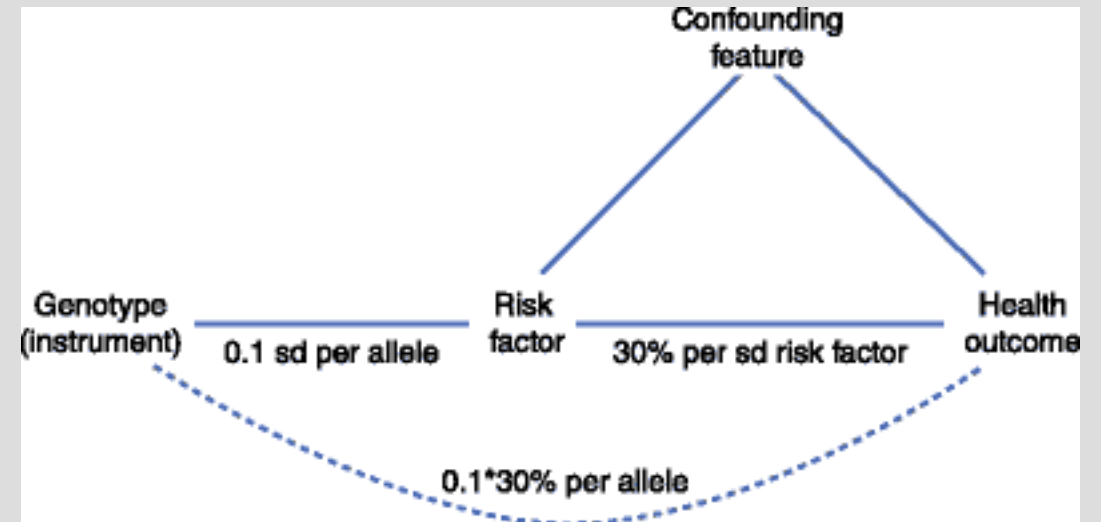 Confounding
feature
Genotype
(instrument)
0.1 sd per allele
Risk
factor
30% per sd risk factor
Health
outcome
0.1*30% per allele